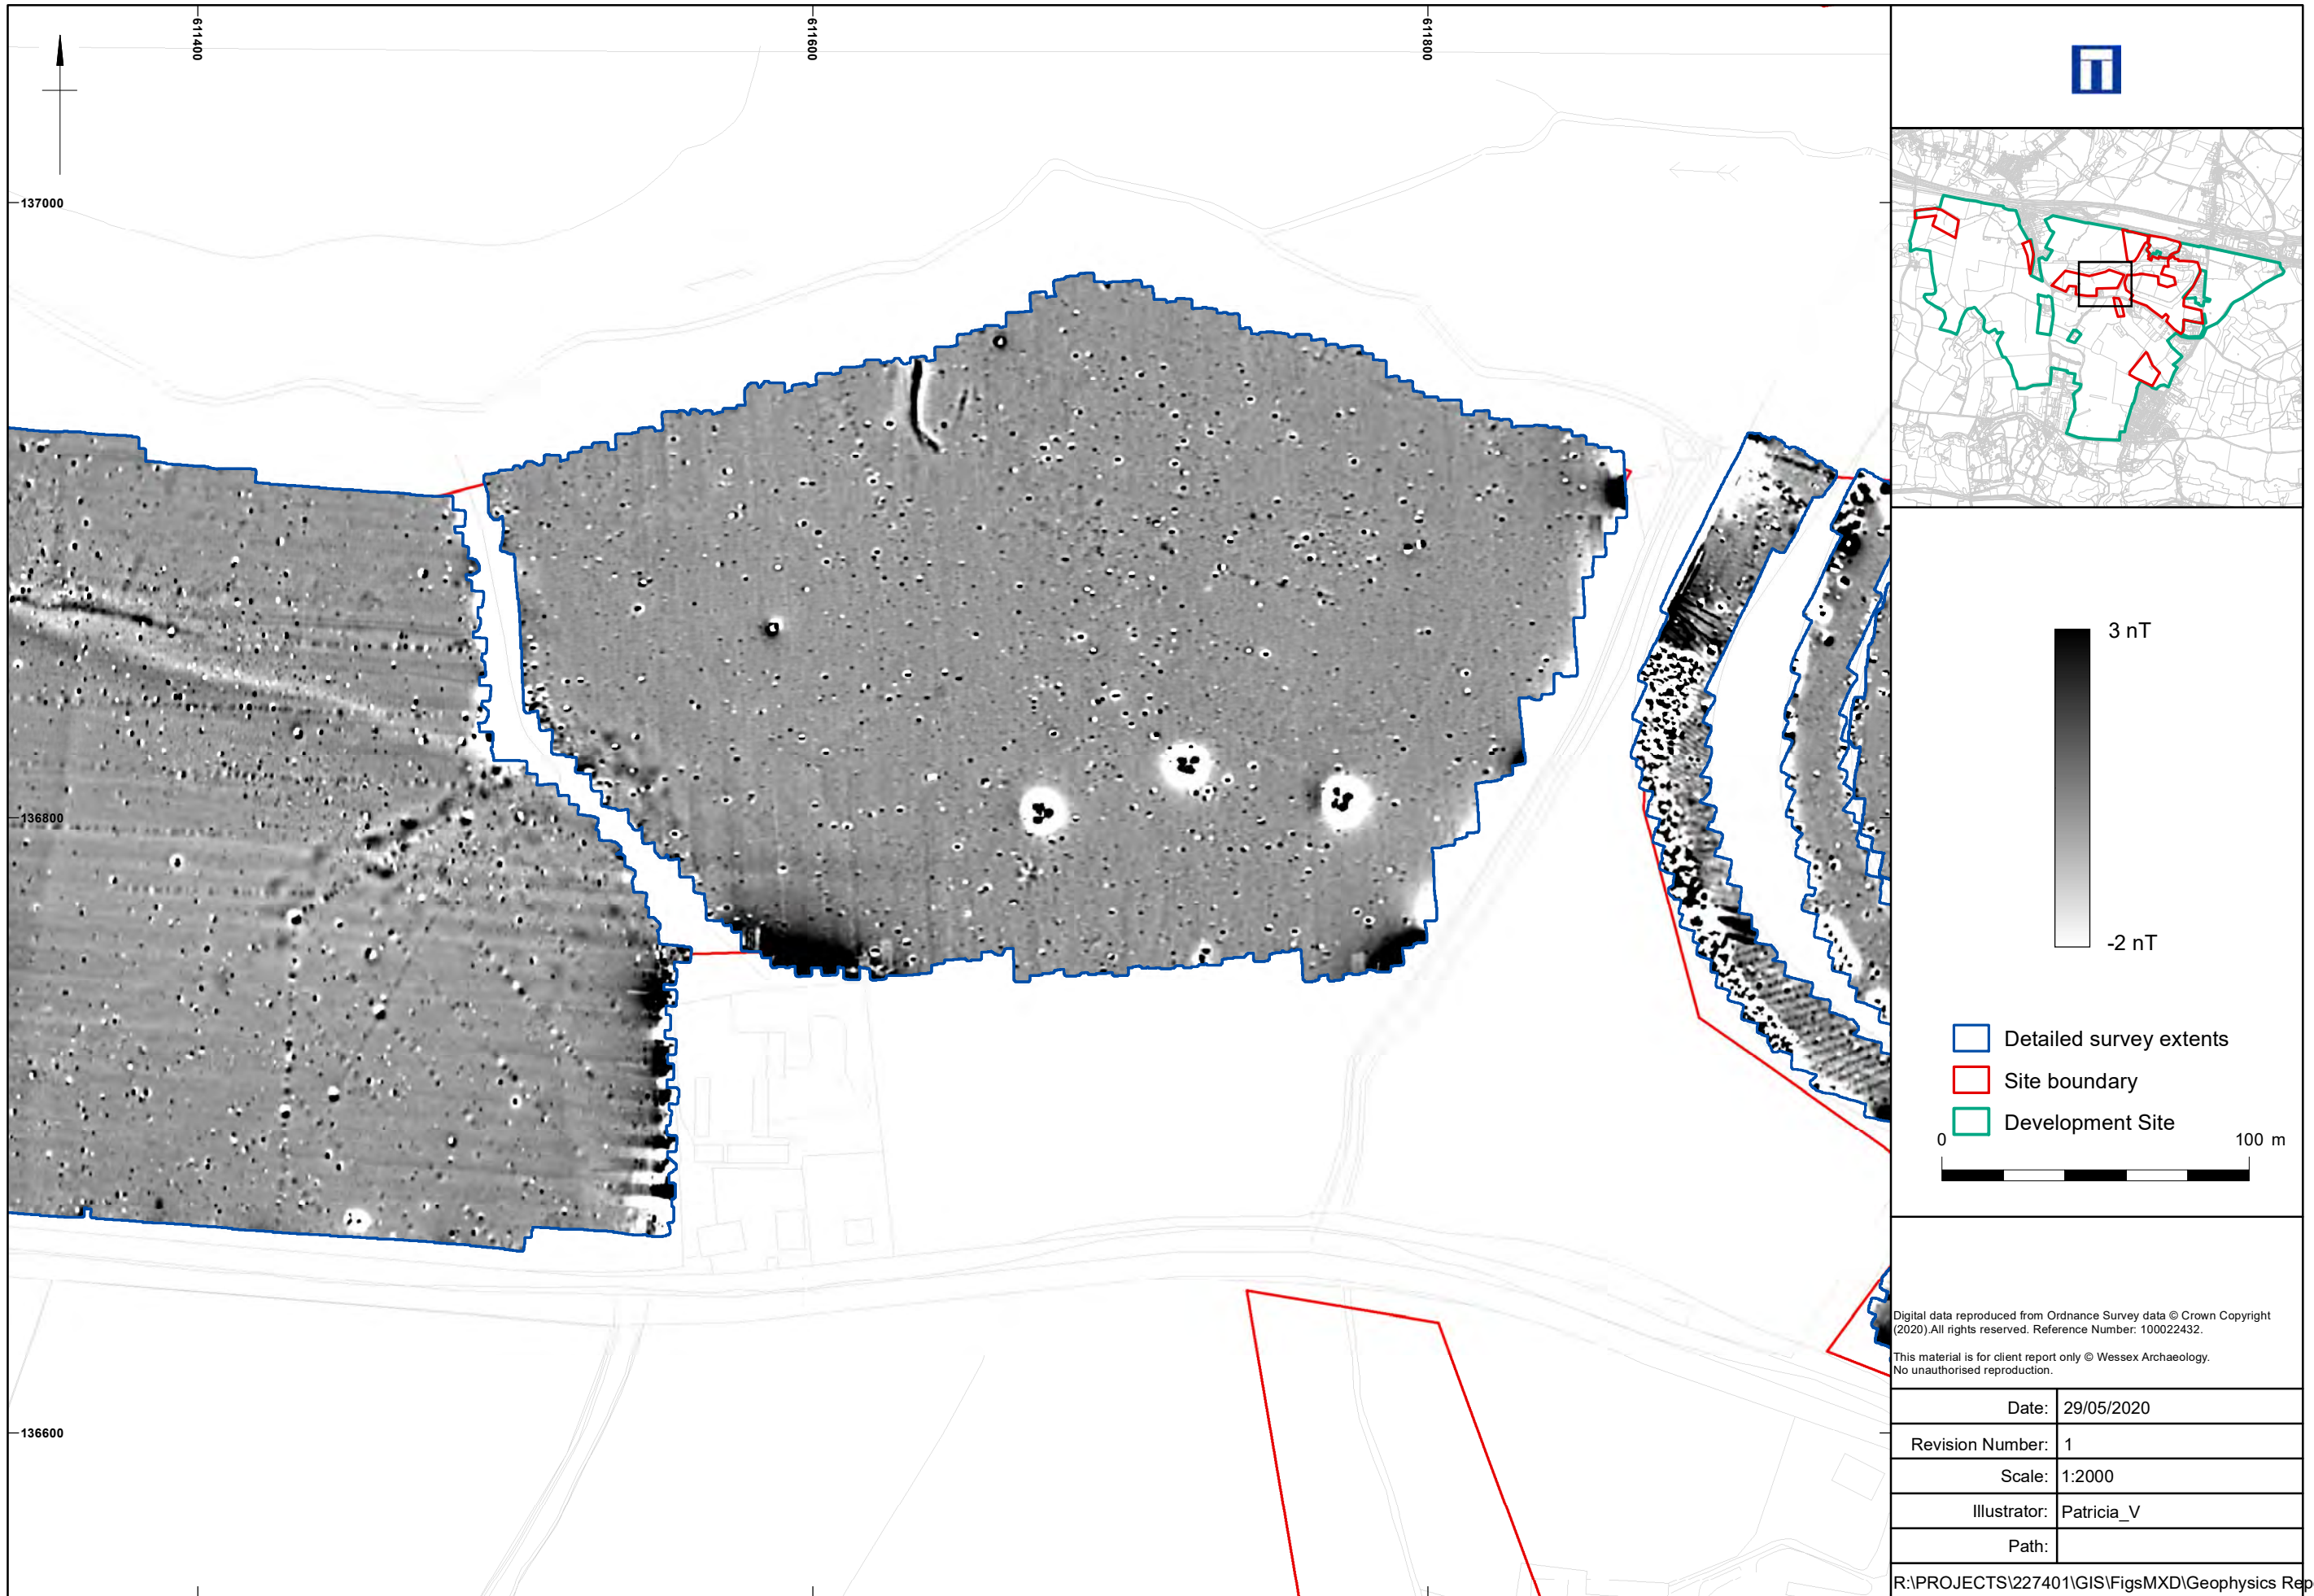 611400
611600
611800
137000
136800
136600
3 nT
-2 nT
Detailed survey extents
Site boundary
Development Site
0 100 m
Digital data reproduced from Ordnance Survey data © Crown Copyright
(2020).All rights reserved. Reference Number: 100022432.
This material is for client report only © Wessex Archaeology.
No unauthorised reproduction.
Date: 29/05/2020
Revision Number: 1
Scale: 1:2000
Illustrator: Patricia_V
Path:
R:\PROJECTS\227401\GIS\FigsMXD\Geophysics Rep